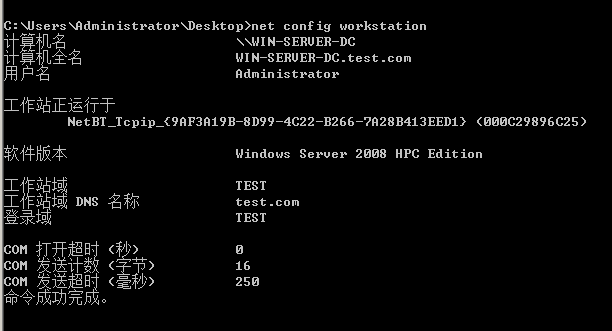 C:\Users\Administrator\Desktop>net config workstation
计算机名 \\WIN-SERVER-DC
计算机全名 WIN-SERVER-DC.test.com
用户名 Administrator
工作站正运行于
NetBT_Tcpip_{9AF3A19B-8D99-4C22-B266-7A28B413EED1} (000C29896C25)
软件版本 Windows Server 2008 HPC Edition
工作站域 TEST
工作站域 DNS 名称 test.com
登录域 TEST
COM 打开超时 (秒) 0
COM 发送计数 (字节) 16
COM 发送超时 (毫秒) 250
命令成功完成。